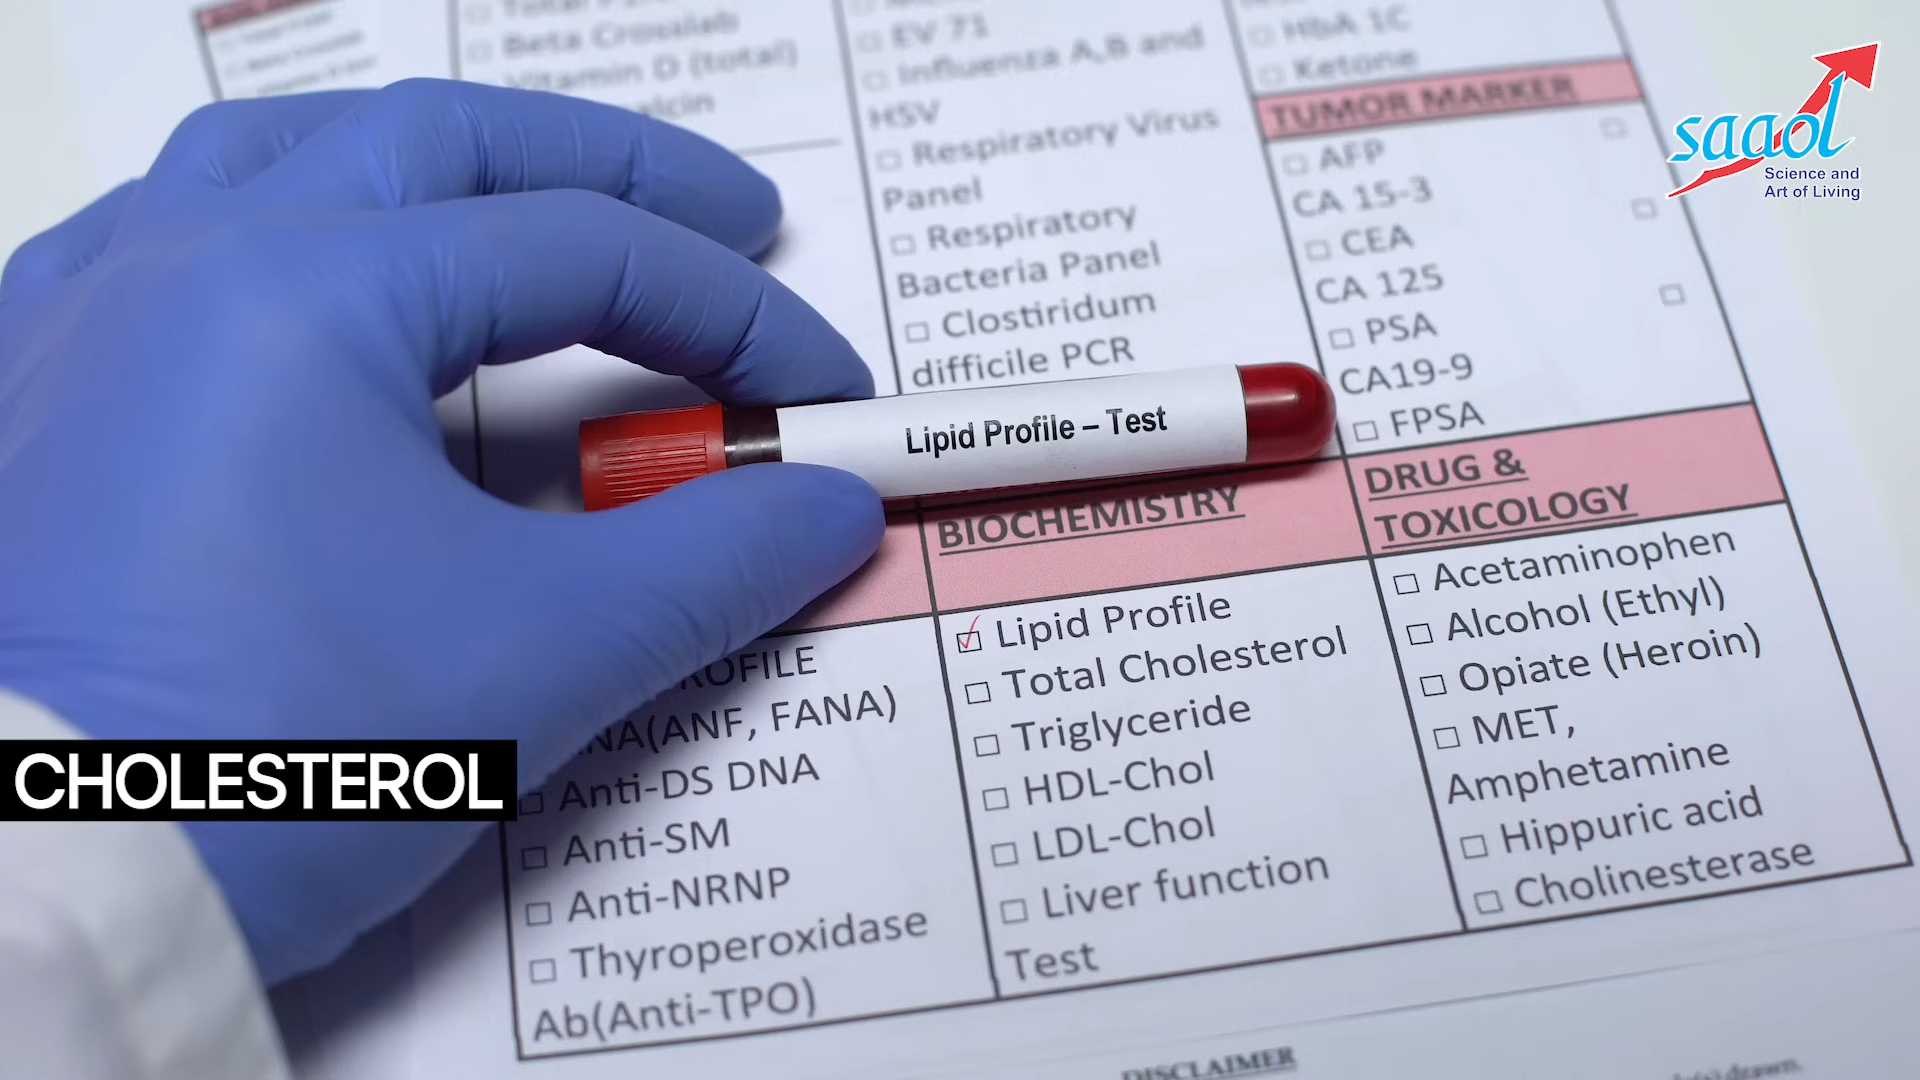 Beta Crosslab
Vitamin D (total)
EV 71
□ Influenza A,B and
HSV
□ Respiratory Virus
Panel
□ Respiratory
Bacteria Panel
□ Clostiridum
difficile PCR
□ HbA 1C
□ Ketone
TUMOR MARKER
□ AFP
CA 15-3
□ CEA
CA 125
□ PSA
CA19-9
□ FPSA
saaol
Science and
Art of Living
Lipid Profile – Test
ROFILE
(ANF, FANA)
□ Anti-DS DNA
□ Anti-SM
□ Anti-NRNP
□ Thyroperoxidase
Ab(Anti-TPO)
BIOCHEMISTRY
☑ Lipid Profile
□ Total Cholesterol
□ Triglyceride
□ HDL-Chol
□ LDL-Chol
□ Liver function
Test
DRUG &
TOXICOLOGY
□ Acetaminophen
□ Alcohol (Ethyl)
□ Opiate (Heroin)
□ MET,
Amphetamine
□ Hippuric acid
□ Cholinesterase
CHOLESTEROL
DISCLAIMER